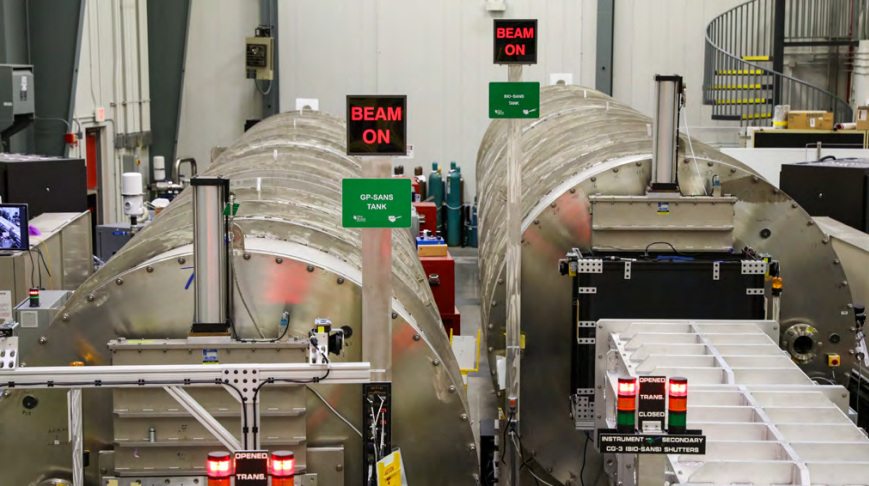 BEAM
ON
BIO-SANS
TANK
BEAM
ON
GP-SANS
TANK
OPENED
TRANS.
CLOSED
INSTRUMENT
SECONDARY
CG-3 (BIO-SANS) SHUTTERS
OPENED
TRANS.